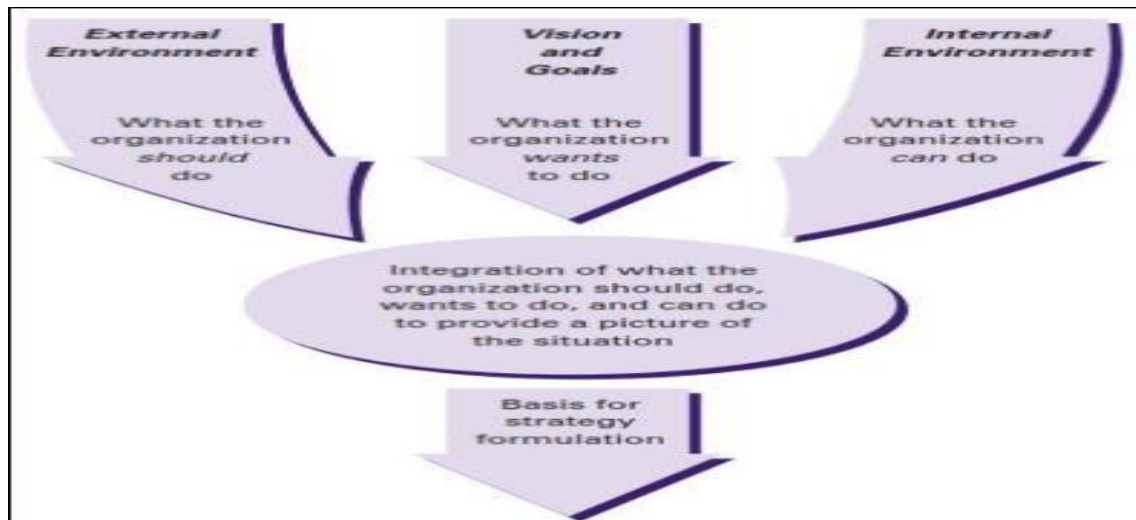 External
Environment
What the
organization
should
do
Vision
and
Goals
What the
organization
wants
to do
Internal
Environment
What the
organization
can do
Integration of what the
organization should do,
wants to do, and can do
to provide a picture of
the situation
Basis for
strategy
formulation